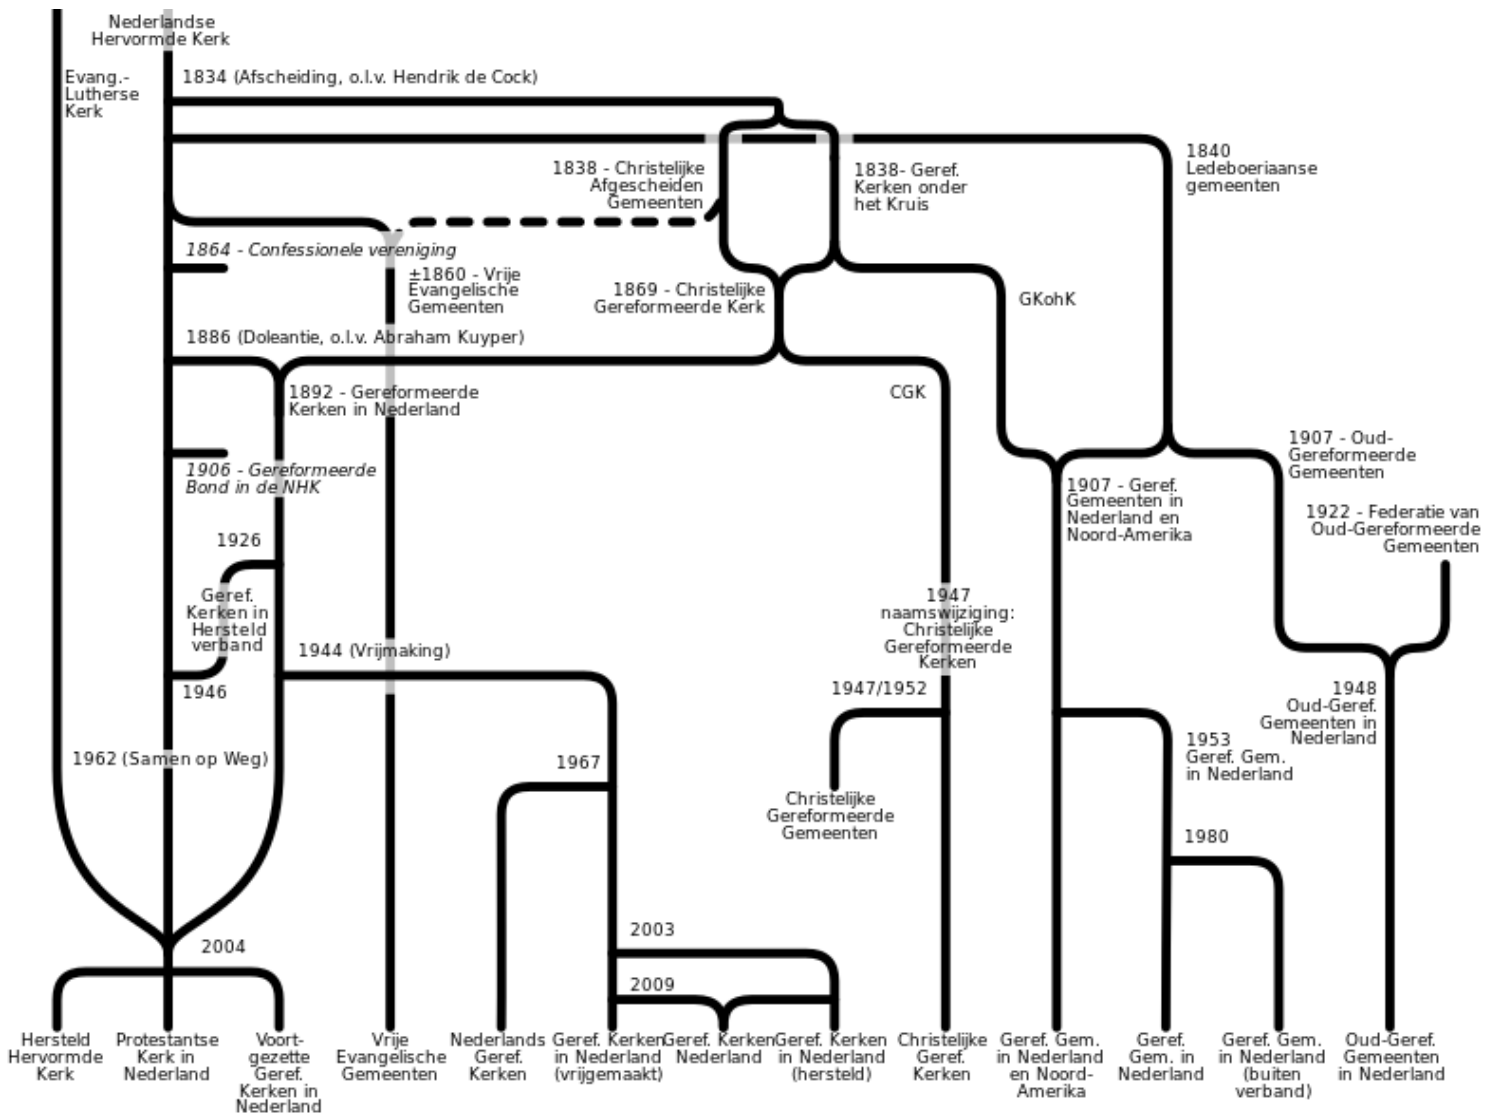 Nederlandse
Hervormde Kerk
Evang.-
Lutherse
Kerk
1834 (Afscheiding, o.l.v. Hendrik de Cock)
1838 - Christelijke
Afgescheiden
Gemeenten
1838- Geref.
Kerken onder
het Kruis
1840
Ledeboeriaanse
gemeenten
1864 - Confessionele vereniging
±1860 - Vrije
Evangelische
Gemeenten
1869 - Christelijke
Gereformeerde Kerk
GKohK
1886 (Doleantie, o.l.v. Abraham Kuyper)
1892 - Gereformeerde
Kerken in Nederland
CGK
1906 - Gereformeerde
Bond in de NHK
1907 - Oud-
Gereformeerde
Gemeenten
1907 - Geref.
Gemeenten in
Nederland en
Noord-Amerika
1922 - Federatie van
Oud-Gereformeerde
Gemeenten
1926
Geref.
Kerken in
Hersteld
verband
1946
1944 (Vrijmaking)
1947
naamswijziging:
Christelijke
Gereformeerde
Kerken
1947/1952
Christelijke
Gereformeerde
Gemeenten
1948
Oud-Geref.
Gemeenten in
Nederland
1953
Geref. Gem.
in Nederland
1962 (Samen op Weg)
1967
1980
2003
2004
2009
Hersteld
Hervormde
Kerk
Protestantse
Kerk in
Nederland
Voort-
gezette
Geref.
Kerken in
Nederland
Vrije
Evangelische
Gemeenten
Nederlands
Geref.
Kerken
Geref. Kerken
in Nederland
(vrijgemaakt)
Geref. Kerken
Nederland
Geref. Kerken
in Nederland
(hersteld)
Christelijke
Geref.
Kerken
Geref. Gem.
in Nederland
en Noord-
Amerika
Geref.
Gem. in
Nederland
Geref. Gem.
in Nederland
(buiten
verband)
Oud-Geref.
Gemeenten
in Nederland